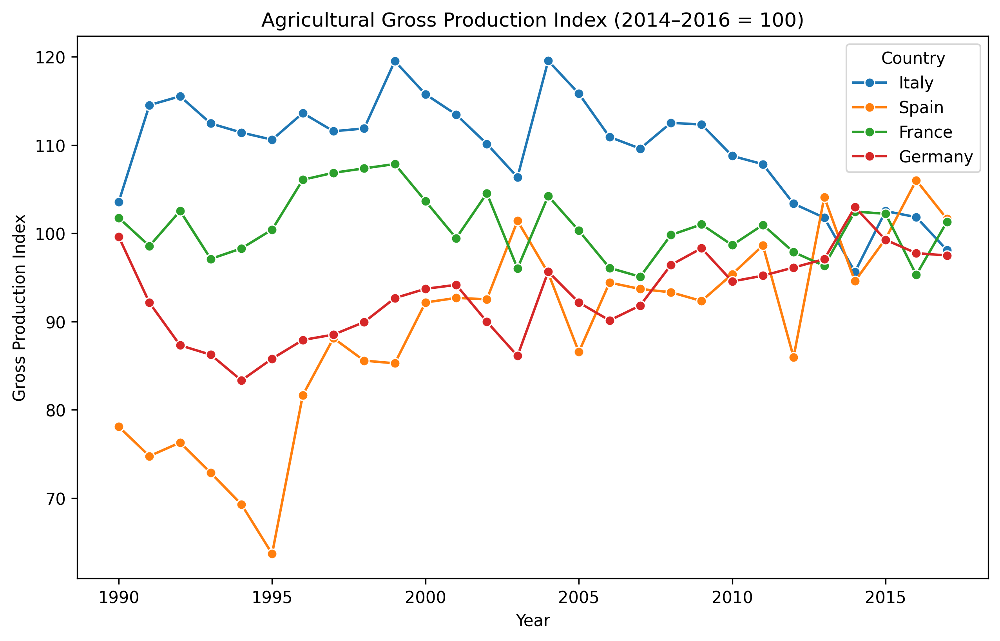 Agricultural Gross Production Index (2014–2016 = 100)
Gross Production Index
120
110
100
90
80
70
Country
Italy
Spain
France
Germany
1990
1995
2000
2005
2010
2015
Year